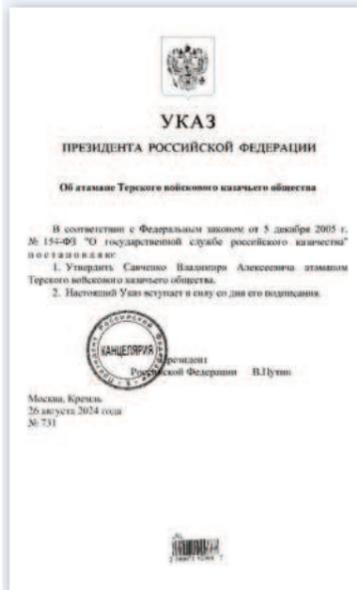 УКАЗ
ПРЕЗИДЕНТА РОССИЙСКОЙ ФЕДЕРАЦИИ
Об атамане Терского войскового казачьего общества
В соответствии с Федеральным законом от 5 декабря 2005 г.
№ 154-ФЗ "О государственной службе российского казачества"
постановляю:
1. Утвердить Савченко Владимира Алексеевича атаманом
Терского войскового казачьего общества.
2. Настоящий Указ вступает в силу со дня его подписания.
Президент
Российской Федерации В.Путин
КАНЦЕЛЯРИЯ
Москва, Кремль
26 августа 2024 года
№ 731